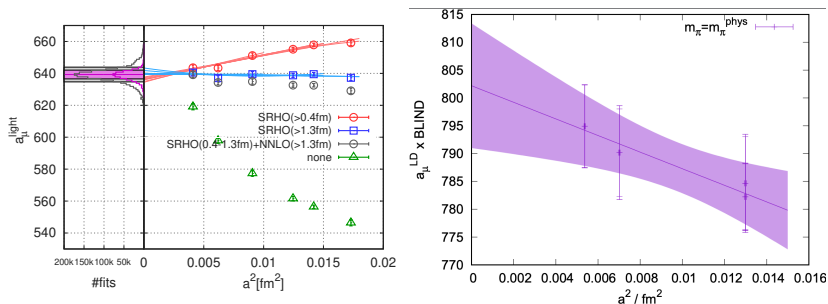 660
640
620
600
580
560
540
a_μ^light
SRHO(>0.4fm)
SRHO(>1.3fm)
SRHO(0.4-1.3fm)+NNLO(>1.3fm)
none
200k150k100k 50k
0
0.005
0.01
0.015
0.02
#fits
a²[fm²]
815
810
805
800
795
790
785
780
775
770
a_μ^LD x BLIND
m_π=m_π^phys
0
0.002
0.004
0.006
0.008
0.01
0.012
0.014
0.016
a² / fm²